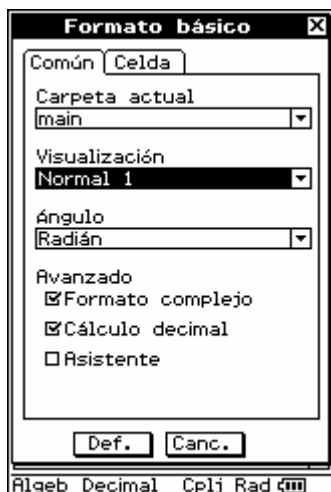 Formato básico
Común Celda
Carpeta actual
main
Visualización
Normal 1
Ángulo
Radián
Avanzado
Formato complejo
Cálculo decimal
Asistente
Def. Canc.
Algeb Decimal Cplj Rad